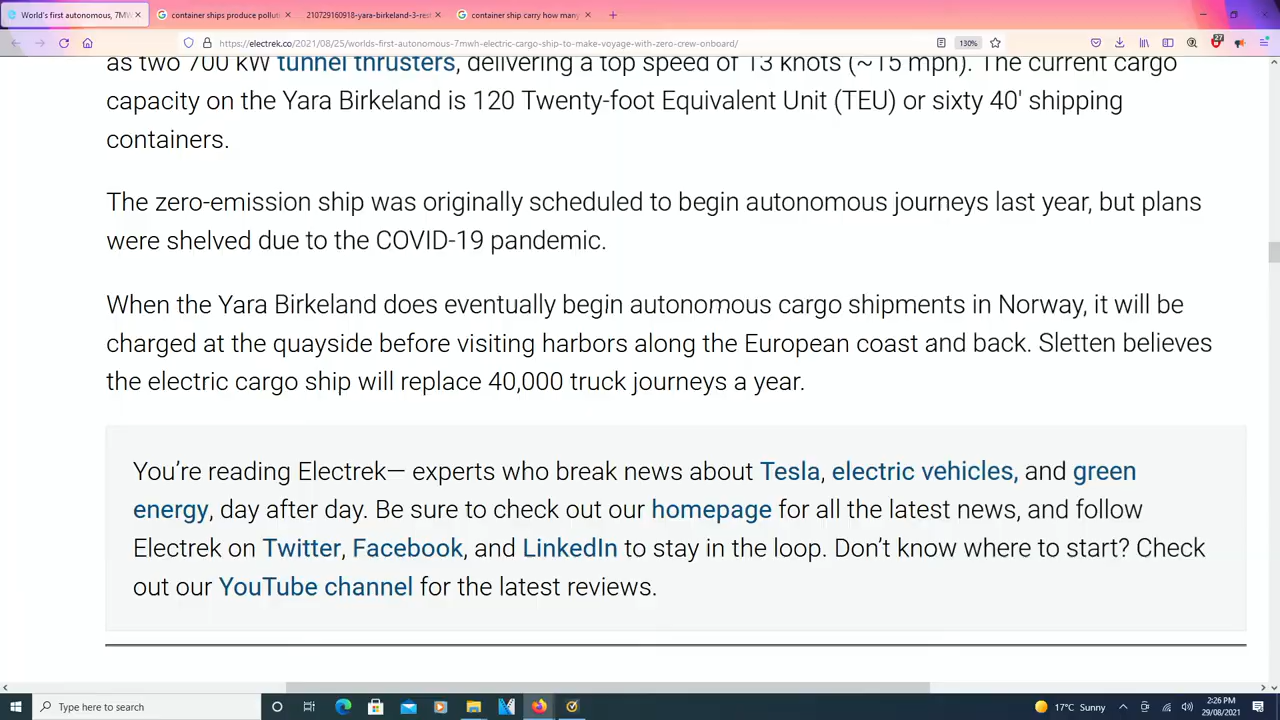 World's first autonomous, 7MW
container ships produce polluti
210729160918-yara-birkeland-3-rest
container ship carry how many
https://electrek.co/2021/08/25/worlds-first-autonomous-7mwh-electric-cargo-ship-to-make-voyage-with-zero-crew-onboard/
130%
27
as two 700 kW tunnel thrusters, delivering a top speed of 13 knots (~15 mph). The current cargo
capacity on the Yara Birkeland is 120 Twenty-foot Equivalent Unit (TEU) or sixty 40' shipping
containers.
The zero-emission ship was originally scheduled to begin autonomous journeys last year, but plans
were shelved due to the COVID-19 pandemic.
When the Yara Birkeland does eventually begin autonomous cargo shipments in Norway, it will be
charged at the quayside before visiting harbors along the European coast and back. Sletten believes
the electric cargo ship will replace 40,000 truck journeys a year.
You're reading Electrek— experts who break news about Tesla, electric vehicles, and green
energy, day after day. Be sure to check out our homepage for all the latest news, and follow
Electrek on Twitter, Facebook, and LinkedIn to stay in the loop. Don't know where to start? Check
out our YouTube channel for the latest reviews.
Type here to search
17°C Sunny
2:26 PM
29/08/2021